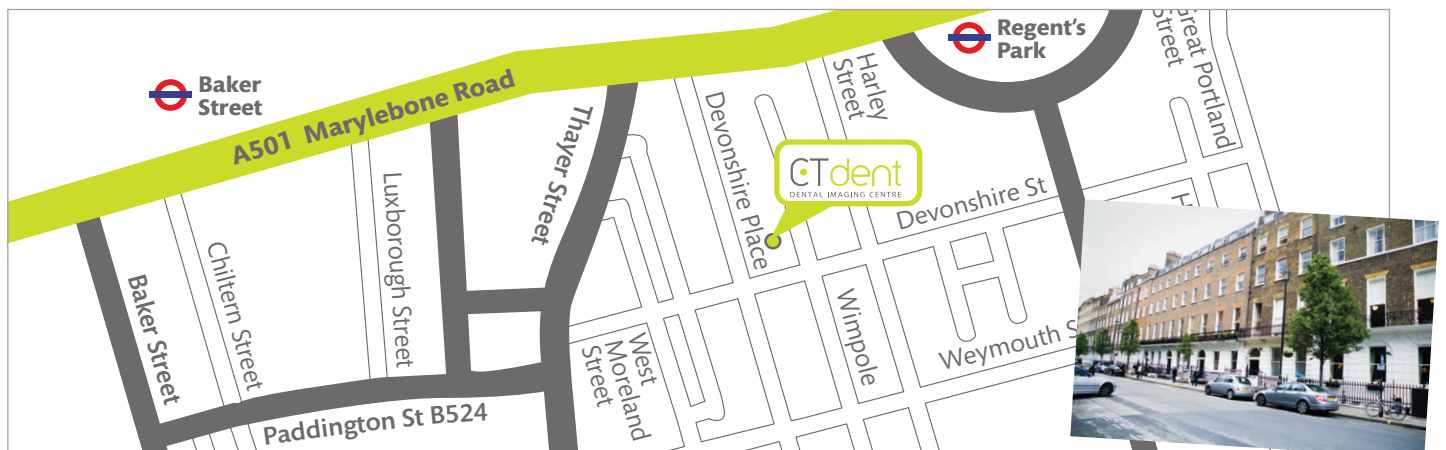 Baker
Street
A501 Marylebone Road
Regent's
Park
Great Portland
Street
Harley
Street
Thayer Street
Devonshire Place
CTdent
DENTAL IMAGING CENTRE
Devonshire St
Luxborough Street
Chiltern Street
Baker Street
Wimpole
Weymouth S
West
Moreland
Street
Paddington St B524
H